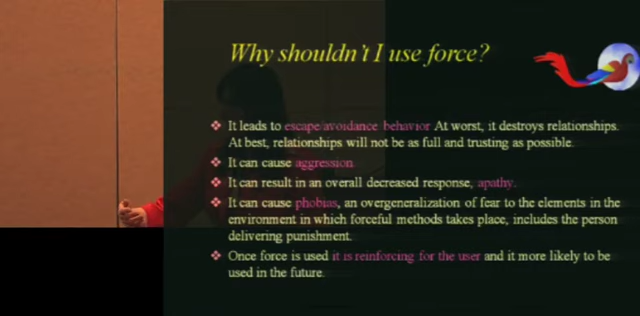 Why shouldn't I use force?
It leads to escape/avoidance behavior At worst, it destroys relationships.
At best, relationships will not be as full and trusting as possible.
It can cause aggression.
It can result in an overall decreased response, apathy.
It can cause phobias, an overgeneralization of fear to the elements in the
environment in which forceful methods takes place, includes the person
delivering punishment.
Once force is used it is reinforcing for the user and it more likely to be
used in the future.